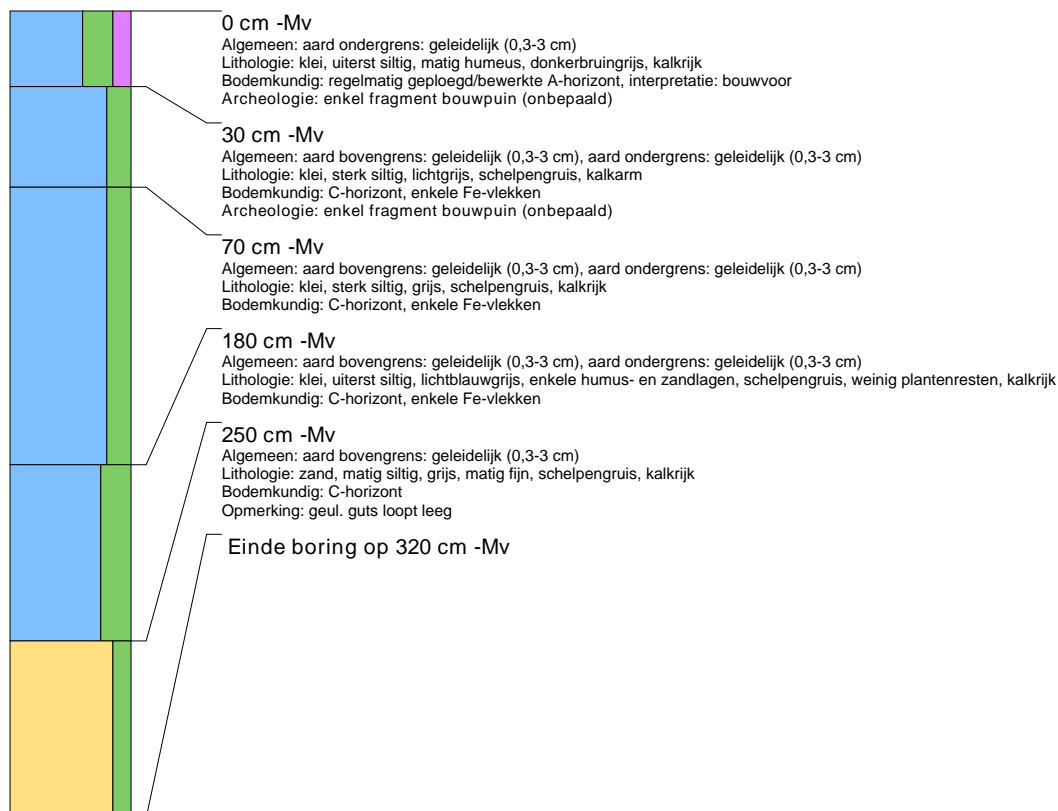 0 cm -Mv
Algemeen: aard ondergrens: geleidelijk (0,3-3 cm)
Lithologie: klei, uiterst siltig, matig humeus, donkerbruingrijs, kalkrijk
Bodemkundig: regelmatig geploegd/bewerkte A-horizont, interpretatie: bouwvoor
Archeologie: enkel fragment bouwpuin (onbepaald)
30 cm -Mv
Algemeen: aard bovengrens: geleidelijk (0,3-3 cm), aard ondergrens: geleidelijk (0,3-3 cm)
Lithologie: klei, sterk siltig, lichtgrijs, schelpengruis, kalkarm
Bodemkundig: C-horizont, enkele Fe-vlekken
Archeologie: enkel fragment bouwpuin (onbepaald)
70 cm -Mv
Algemeen: aard bovengrens: geleidelijk (0,3-3 cm), aard ondergrens: geleidelijk (0,3-3 cm)
Lithologie: klei, sterk siltig, grijs, schelpengruis, kalkrijk
Bodemkundig: C-horizont, enkele Fe-vlekken
180 cm -Mv
Algemeen: aard bovengrens: geleidelijk (0,3-3 cm), aard ondergrens: geleidelijk (0,3-3 cm)
Lithologie: klei, uiterst siltig, lichtblauwgrijs, enkele humus- en zandlagen, schelpengruis, weinig plantenresten, kalkrijk
Bodemkundig: C-horizont, enkele Fe-vlekken
250 cm -Mv
Algemeen: aard bovengrens: geleidelijk (0,3-3 cm)
Lithologie: zand, matig siltig, grijs, matig fijn, schelpengruis, kalkrijk
Bodemkundig: C-horizont
Opmerking: geul. guts loopt leeg
Einde boring op 320 cm -Mv